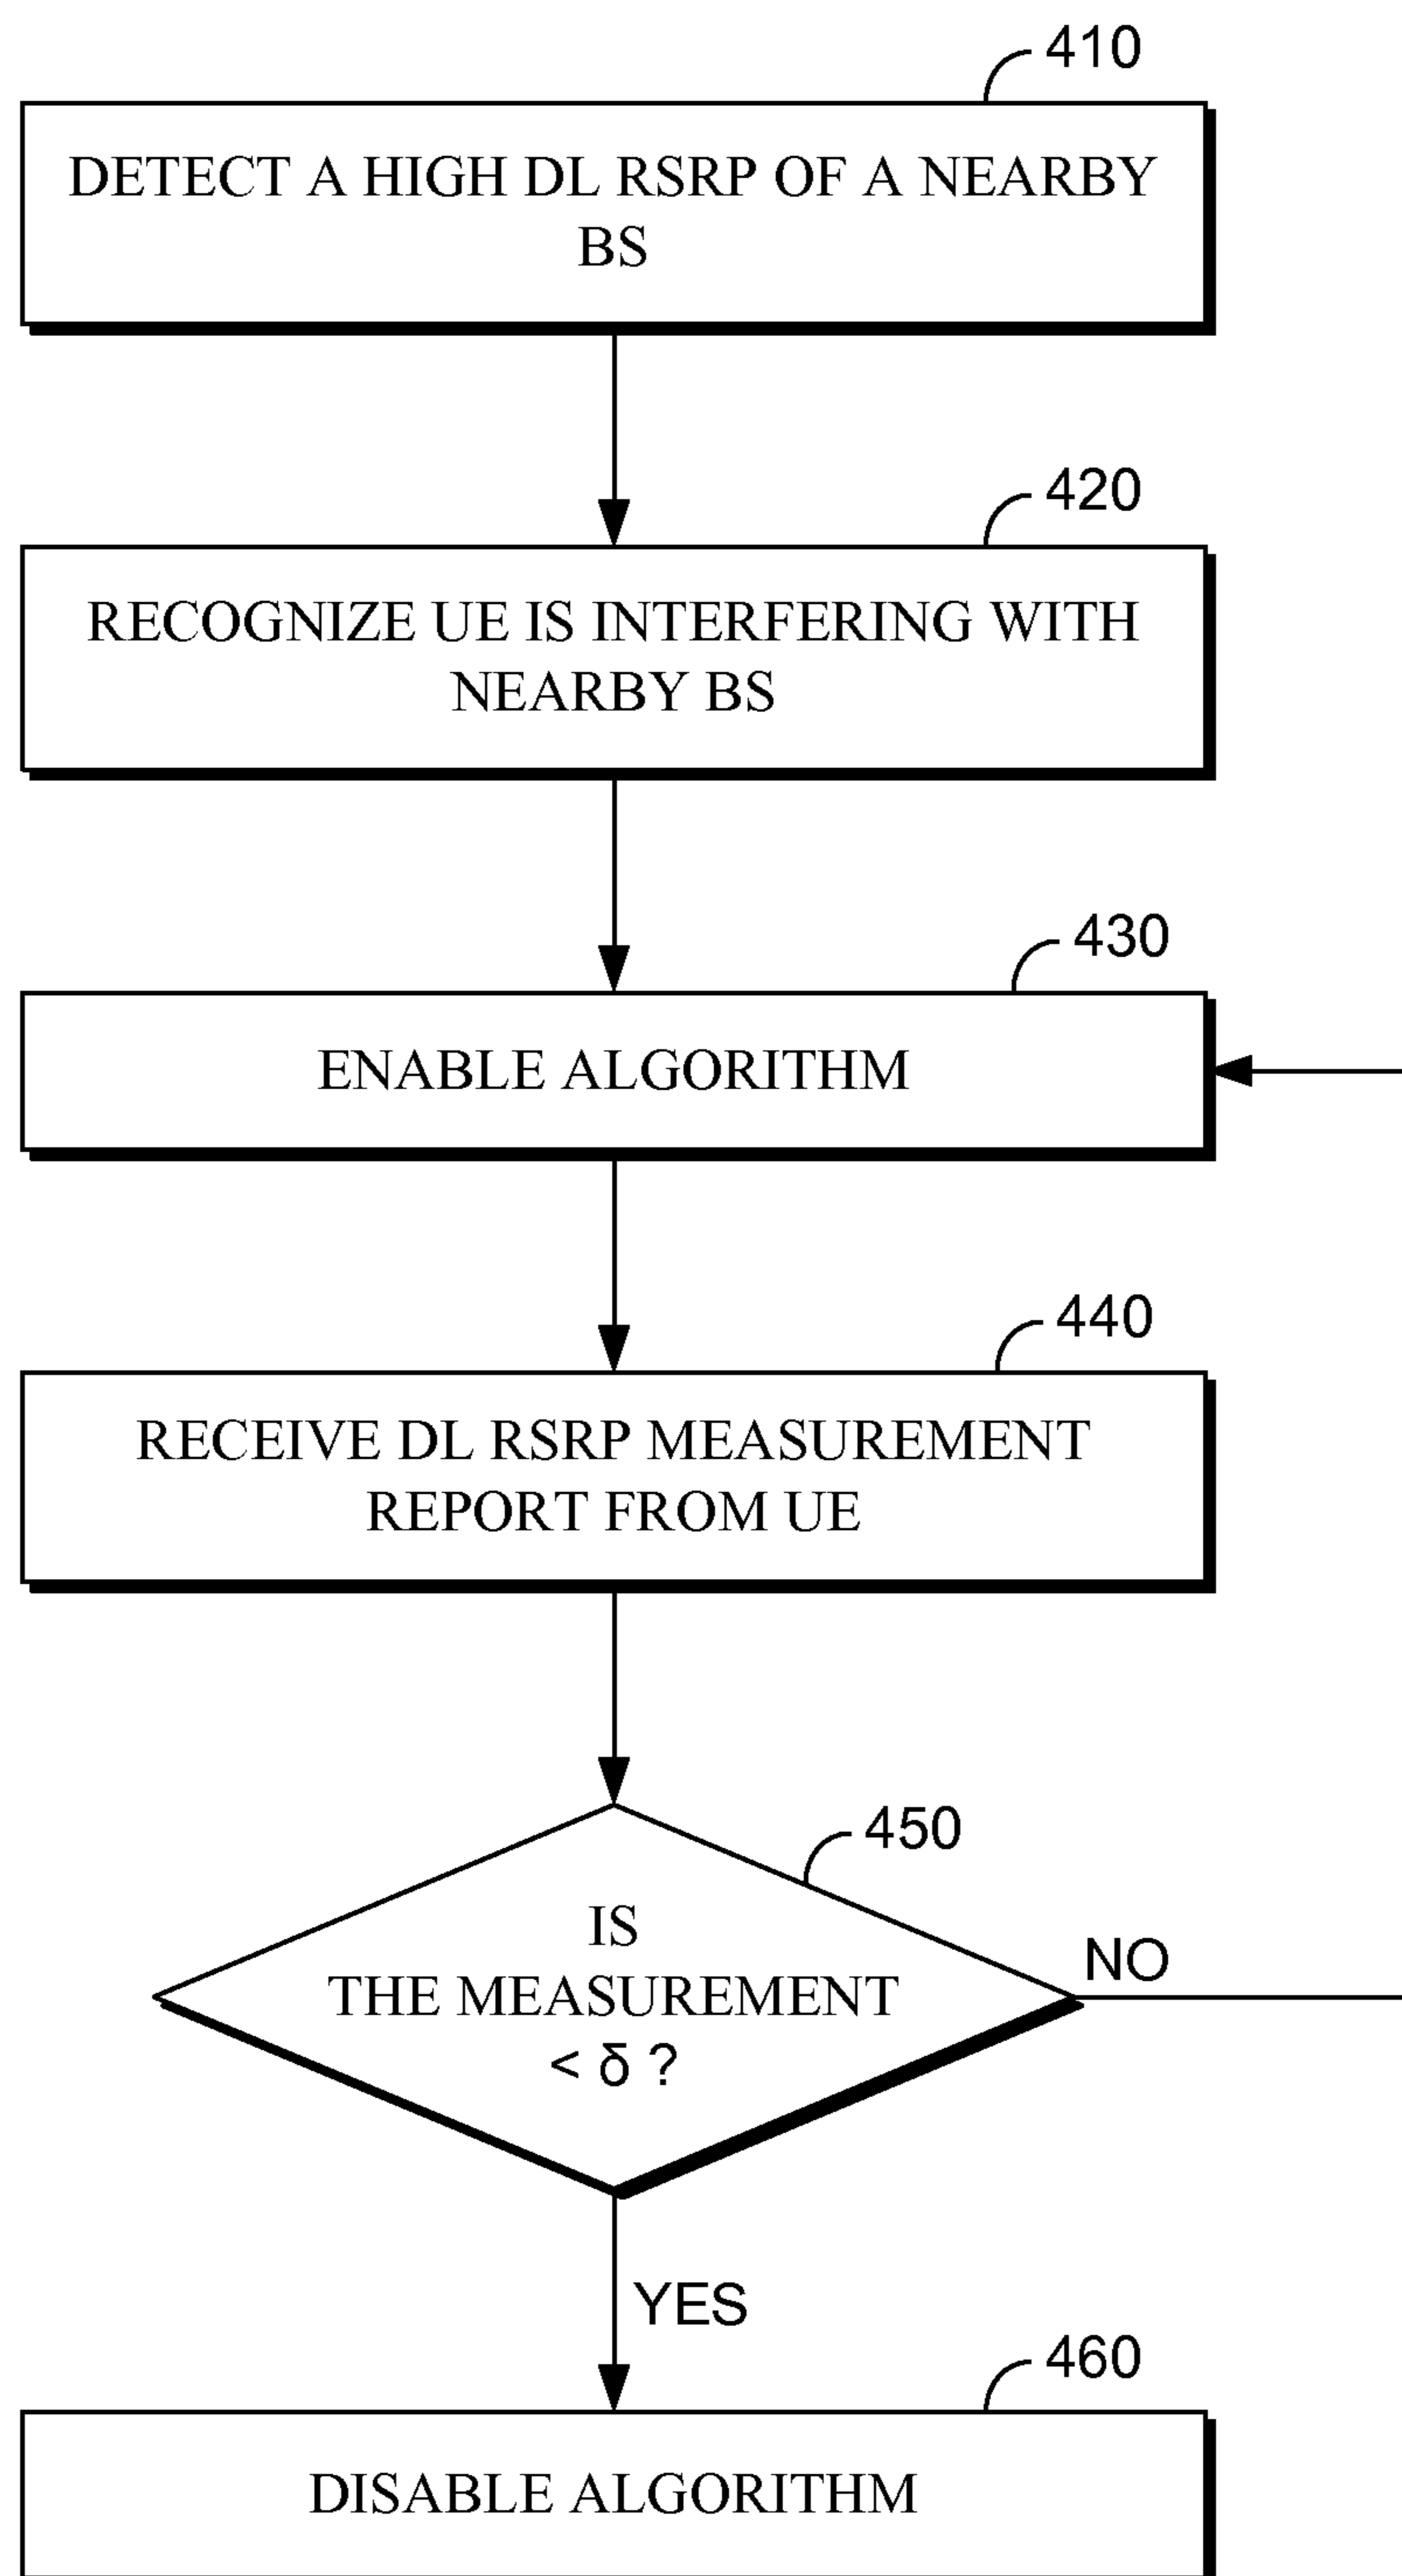 410
DETECT A HIGH DL RSRP OF A NEARBY
BS
420
RECOGNIZE UE IS INTERFERING WITH
NEARBY BS
430
ENABLE ALGORITHM
440
RECEIVE DL RSRP MEASUREMENT
REPORT FROM UE
450
IS
THE MEASUREMENT
< δ ?
NO
YES
460
DISABLE ALGORITHM